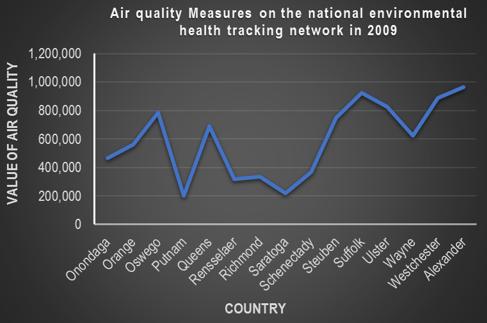 Air quality Measures on the national environmental
health tracking network in 2009
VALUE OF AIR QUALITY
1,200,000
1,000,000
800,000
600,000
400,000
200,000
0
Onondaga
Orange
Oswego
Putnam
Queens
Rensselaer
Richmond
Saratoga
Scheneclady
Steuben
Suffolk
Ulster
Wayne
Westchester
Alexander
COUNTRY